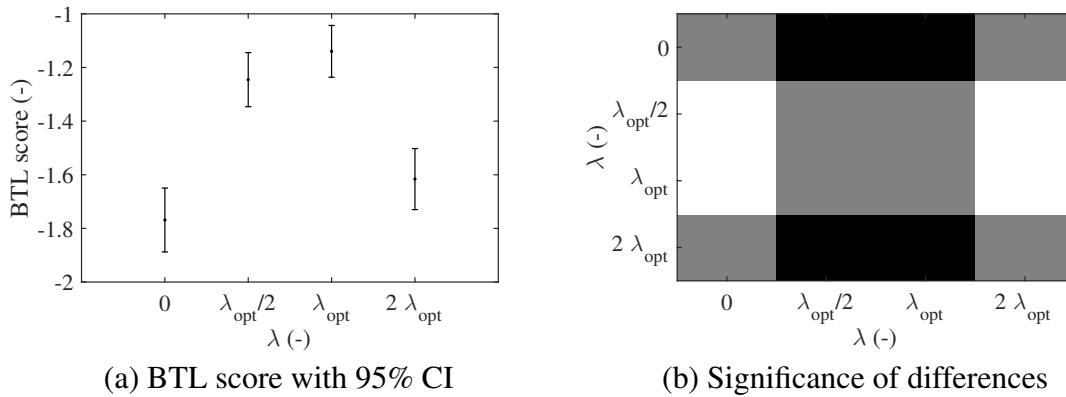 -1
-1.2
-1.4
-1.6
-1.8
-2
BTL score (-)
0 λopt/2 λopt 2 λopt
λ (-)
(a) BTL score with 95% CI
0
λopt/2
λopt
2 λopt
λ (-)
0 λopt/2 λopt 2 λopt
λ (-)
(b) Significance of differences